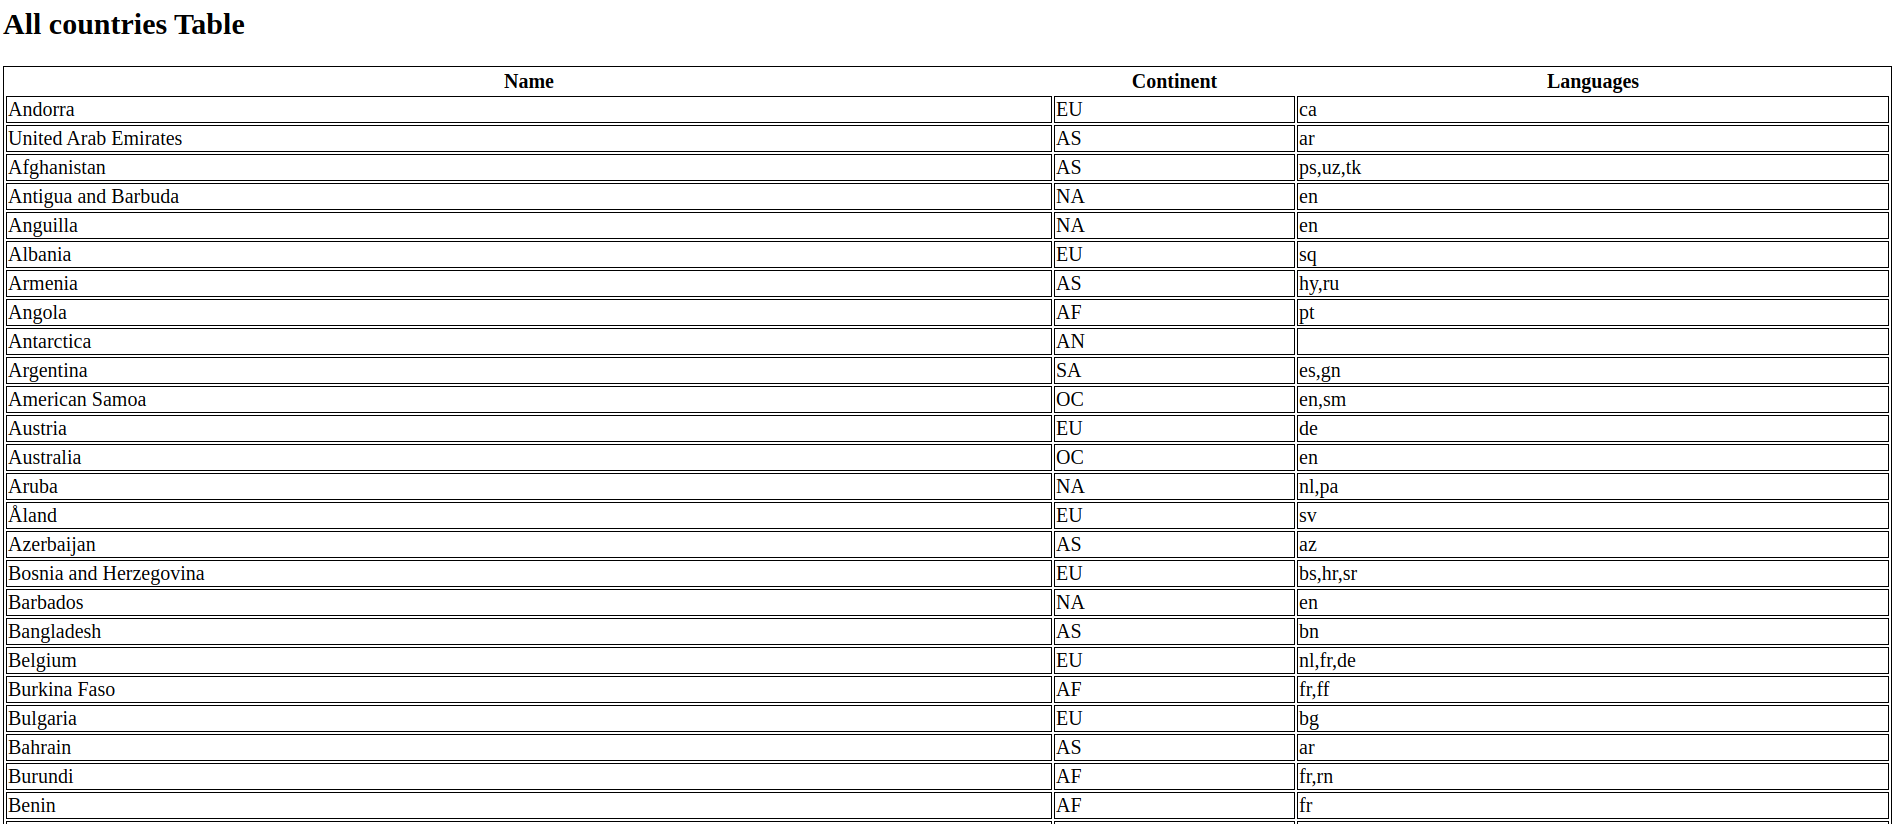 All countries Table
Name Continent Languages
Andorra EU ca
United Arab Emirates AS ar
Afghanistan AS ps,uz,tk
Antigua and Barbuda NA en
Anguilla NA en
Albania EU sq
Armenia AS hy,ru
Angola AF pt
Antarctica AN
Argentina SA es,gn
American Samoa OC en,sm
Austria EU de
Australia OC en
Aruba NA nl,pa
Åland EU sv
Azerbaijan AS az
Bosnia and Herzegovina EU bs,hr,sr
Barbados NA en
Bangladesh AS bn
Belgium EU nl,fr,de
Burkina Faso AF fr,ff
Bulgaria EU bg
Bahrain AS ar
Burundi AF fr,rn
Benin AF fr